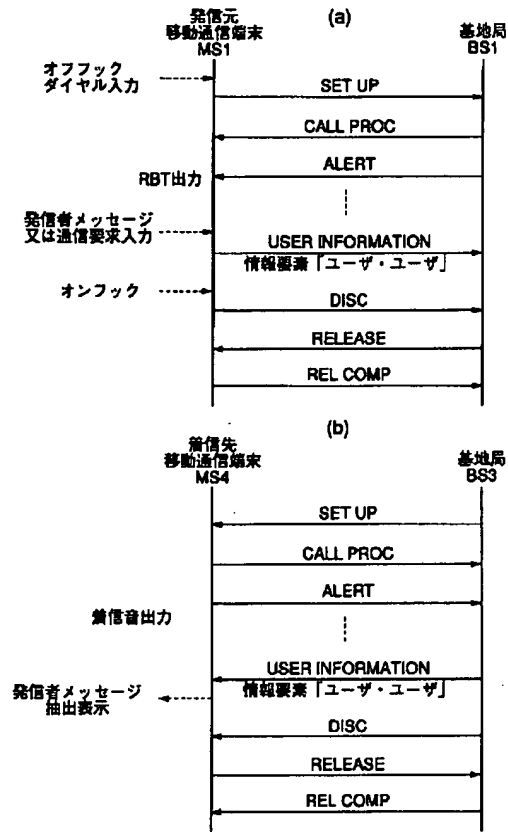 (a)
発信元
移動通信端末
MS1
基地局
BS1
オフフック
ダイヤル入力
SET UP
CALL PROC
ALERT
RBT出力
発信者メッセージ
又は通信要求入力
USER INFORMATION
情報要素「ユーザ・ユーザ」
オンフック
DISC
RELEASE
REL COMP
(b)
着信先
移動通信端末
MS4
基地局
BS3
SET UP
CALL PROC
ALERT
着信音出力
USER INFORMATION
情報要素「ユーザ・ユーザ」
発信者メッセージ
抽出表示
DISC
RELEASE
REL COMP